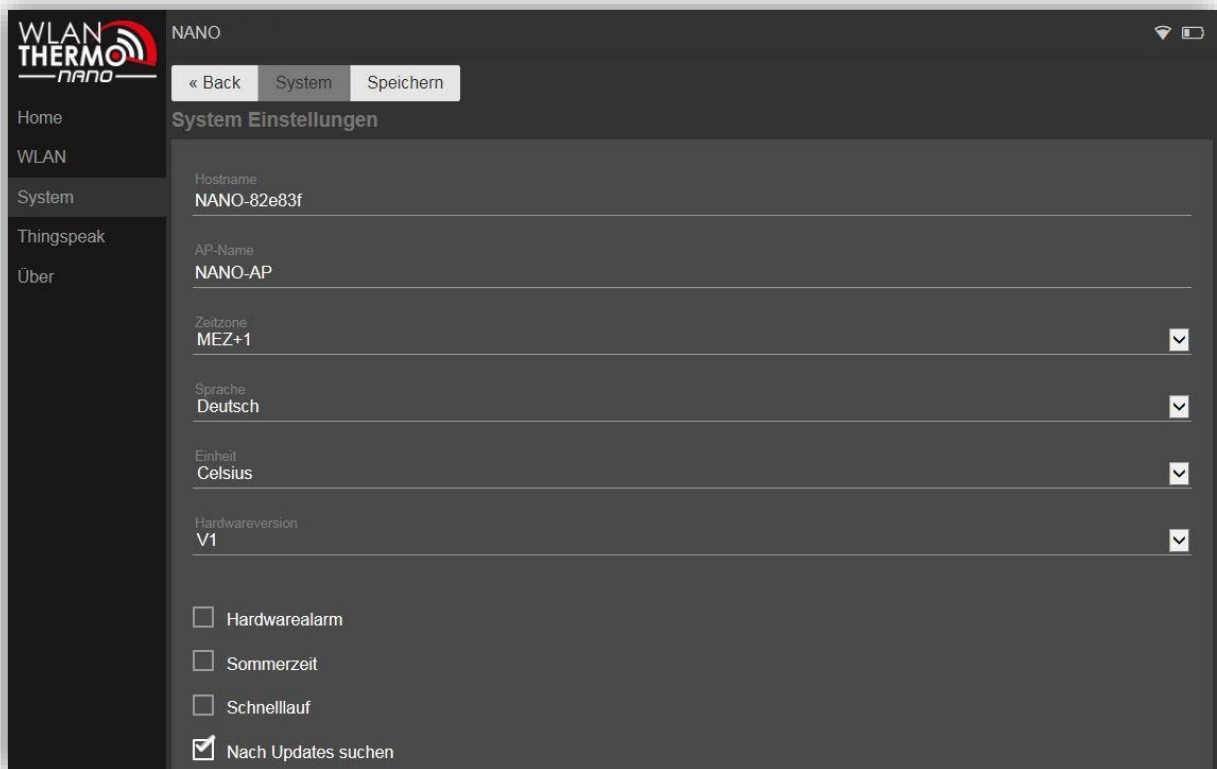 WLAN
THERMO
nano
NANO
« Back System Speichern
System Einstellungen
Home
WLAN
System
Thingspeak
Über
Hostname
NANO-82e83f
AP-Name
NANO-AP
Zeitzone
MEZ+1
Sprache
Deutsch
Einheit
Celsius
Hardwareversion
V1
Hardwarealarm
Sommerzeit
Schnelllauf
Nach Updates suchen